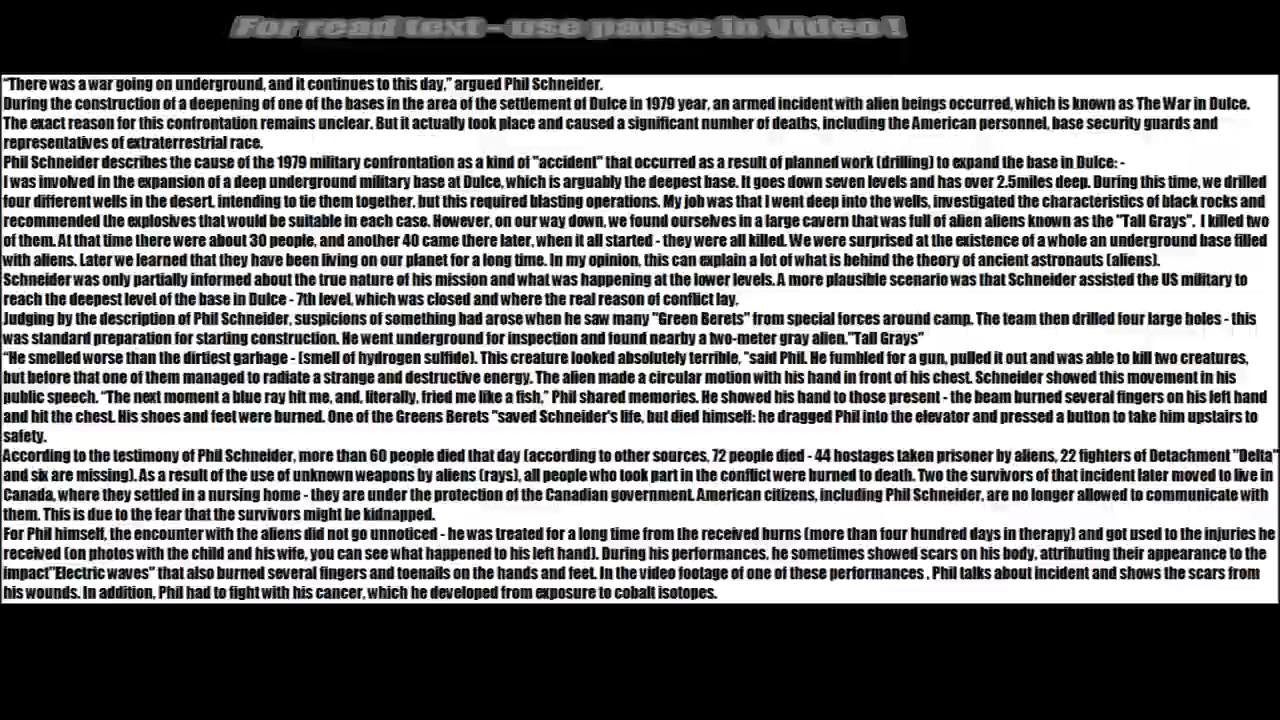 For read text - use pause in Video !
"There was a war going on underground, and it continues to this day," argued Phil Schneider.
During the construction of a deepening of one of the bases in the area of the settlement of Dulce in 1979 year, an armed incident with alien beings occurred, which is known as The War in Dulce.
The exact reason for this confrontation remains unclear. But it actually took place and caused a significant number of deaths, including the American personnel, base security guards and
representatives of extraterrestrial race.
Phil Schneider describes the cause of the 1979 military confrontation as a kind of "accident" that occurred as a result of planned work (drilling) to expand the base in Dulce: -
I was involved in the expansion of a deep underground military base at Dulce, which is arguably the deepest base. It goes down seven levels and has over 2.5miles deep. During this time, we drilled
four different wells in the desert, intending to tie them together, but this required blasting operations. My job was that I went deep into the wells, investigated the characteristics of black rocks and
recommended the explosives that would be suitable in each case. However, on our way down, we found ourselves in a large cavern that was full of alien aliens known as the "Tall Grays". I killed two
of them. At that time there were about 30 people, and another 40 came there later, when it all started - they were all killed. We were surprised at the existence of a whole an underground base filled
with aliens. Later we learned that they have been living on our planet for a long time. In my opinion, this can explain a lot of what is behind the theory of ancient astronauts (aliens).
Schneider was only partially informed about the true nature of his mission and what was happening at the lower levels. A more plausible scenario was that Schneider assisted the US military to
reach the deepest level of the base in Dulce - 7th level, which was closed and where the real reason of conflict lay.
Judging by the description of Phil Schneider, suspicions of something had arose when he saw many "Green Berets" from special forces around camp. The team then drilled four large holes - this
was standard preparation for starting construction. He went underground for inspection and found nearby a two-meter gray alien."Tall Grays"
"He smelled worse than the dirtiest garbage - (smell of hydrogen sulfide). This creature looked absolutely terrible, "said Phil. He fumbled for a gun, pulled it out and was able to kill two creatures,
but before that one of them managed to radiate a strange and destructive energy. The alien made a circular motion with his hand in front of his chest. Schneider showed this movement in his
public speech. "The next moment a blue ray hit me, and, literally, fried me like a fish," Phil shared memories. He showed his hand to those present - the beam burned several fingers on his left hand
and hit the chest. His shoes and feet were burned. One of the Greens Berets "saved Schneider's life, but died himself: he dragged Phil into the elevator and pressed a button to take him upstairs to
safety.
According to the testimony of Phil Schneider, more than 60 people died that day (according to other sources, 72 people died - 44 hostages taken prisoner by aliens, 22 fighters of Detachment "Delta"
and six are missing). As a result of the use of unknown weapons by aliens (rays), all people who took part in the conflict were burned to death. Two the survivors of that incident later moved to live in
Canada, where they settled in a nursing home - they are under the protection of the Canadian government. American citizens, including Phil Schneider, are no longer allowed to communicate with
them. This is due to the fear that the survivors might be kidnapped.
For Phil himself, the encounter with the aliens did not go unnoticed - he was treated for a long time from the received burns (more than four hundred days in therapy) and got used to the injuries he
received (on photos with the child and his wife, you can see what happened to his left hand). During his performances, he sometimes showed scars on his body, attributing their appearance to the
impact"Electric waves" that also burned several fingers and toenails on the hands and feet. In the video footage of one of these performances , Phil talks about incident and shows the scars from
his wounds. In addition, Phil had to fight with his cancer, which he developed from exposure to cobalt isotopes.